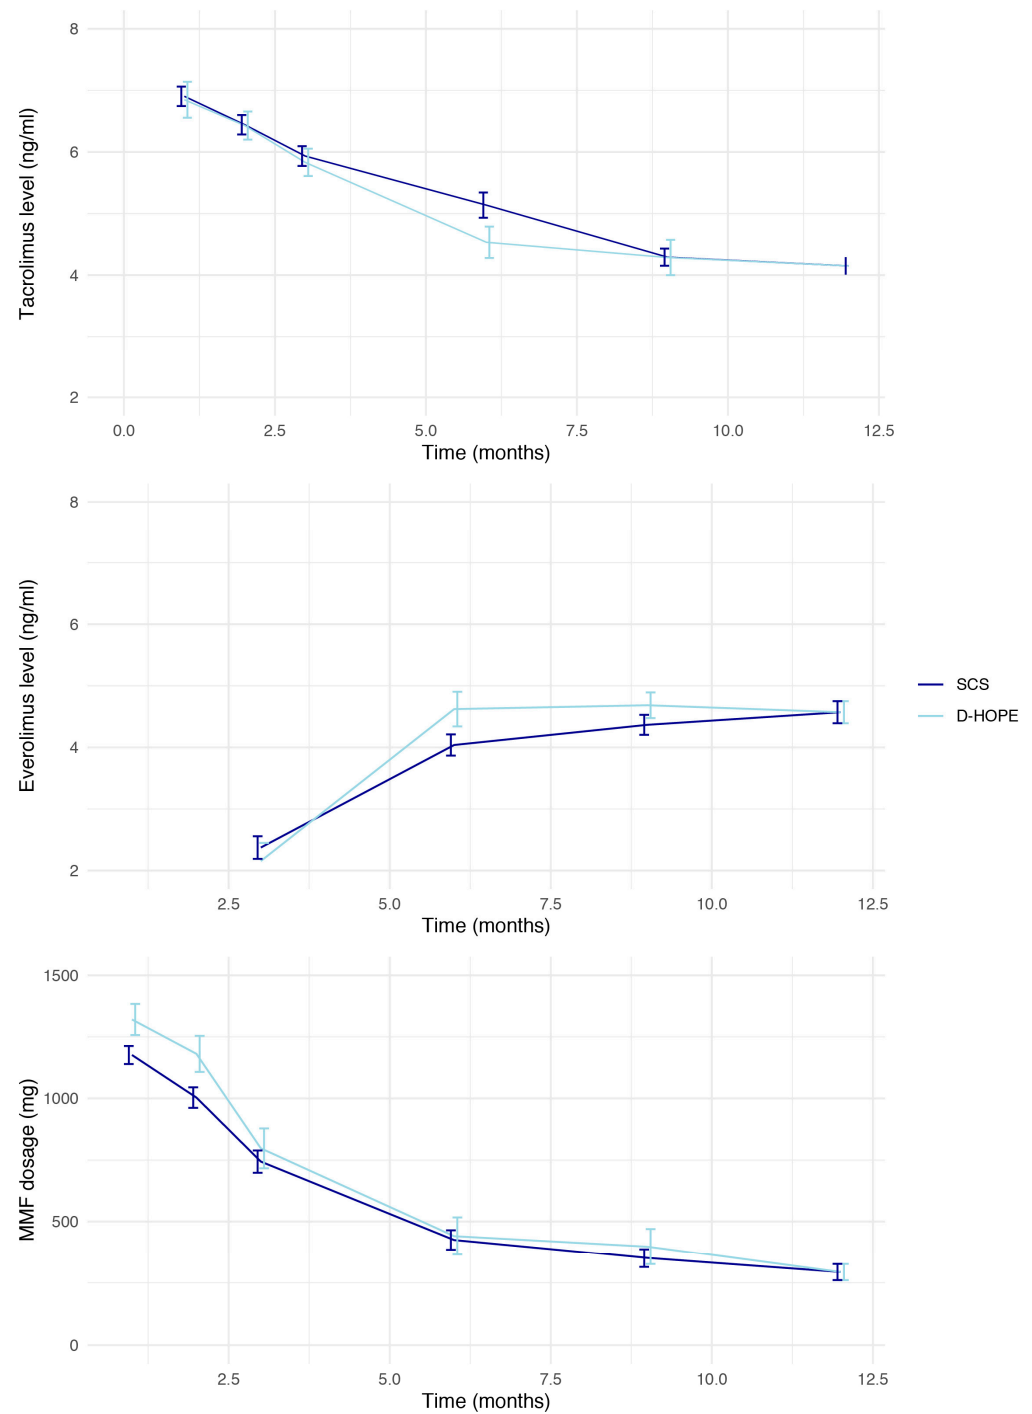 8
6
4
2
Tacrolimus level (ng/ml)
0.0 2.5 5.0 7.5 10.0 12.5
Time (months)
8
6
4
2
Everolimus level (ng/ml)
2.5 5.0 7.5 10.0 12.5
Time (months)
SCS
D-HOPE
1500
1000
500
0
MMF dosage (mg)
2.5 5.0 7.5 10.0 12.5
Time (months)